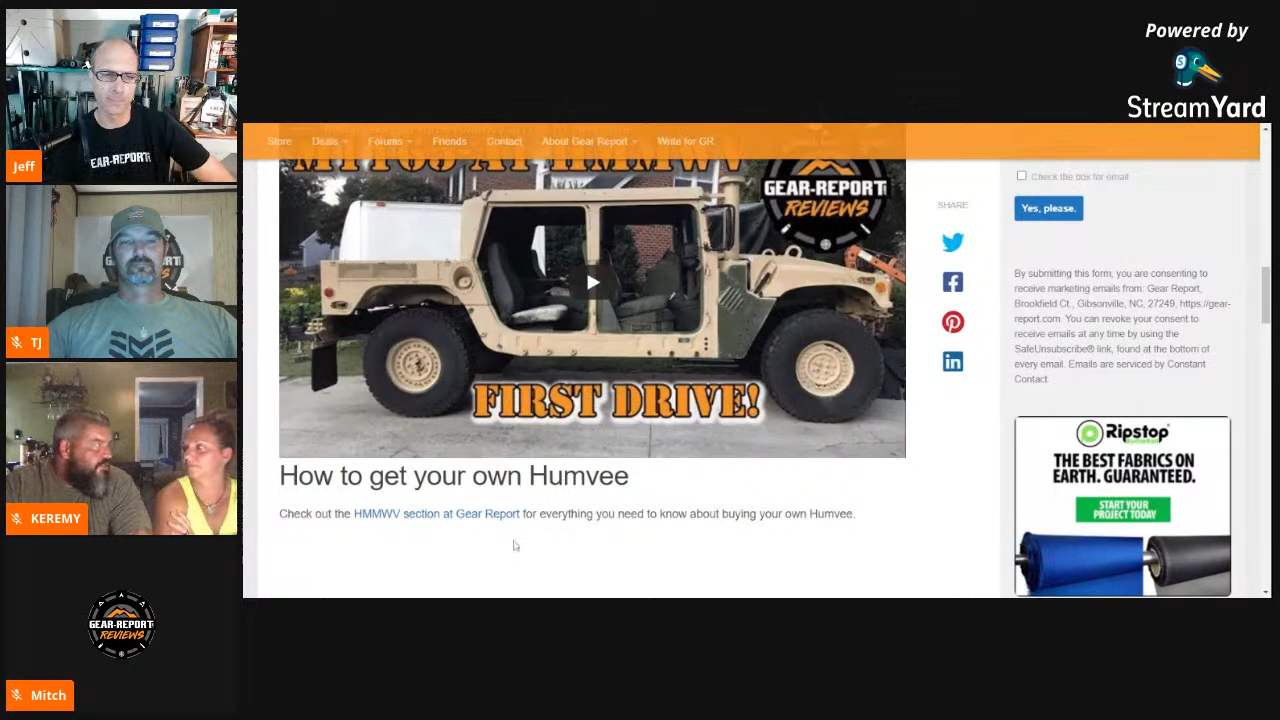 Powered by
StreamYard
EAR-REPORT
Jeff
TJ
KEREMY
GEAR-REPORT
REVIEWS
Mitch
Store
Deals
Forums
Friends
Contact
About Gear Report
Write for GR
HMMWV
GEAR-REPORT
REVIEWS
FIRST DRIVE!
How to get your own Humvee
Check out the HMMWV section at Gear Report for everything you need to know about buying your own Humvee.
SHARE
Check the box for email
Yes, please.
By submitting this form, you are consenting to
receive marketing emails from: Gear Report,
Brookfield Ct., Gibsonville, NC, 27249, https://gear-
report.com. You can revoke your consent to
receive emails at any time by using the
SafeUnsubscribe® link, found at the bottom of
every email. Emails are serviced by Constant
Contact
Ripstop
THE BEST FABRICS ON
EARTH. GUARANTEED.
START YOUR
PROJECT TODAY